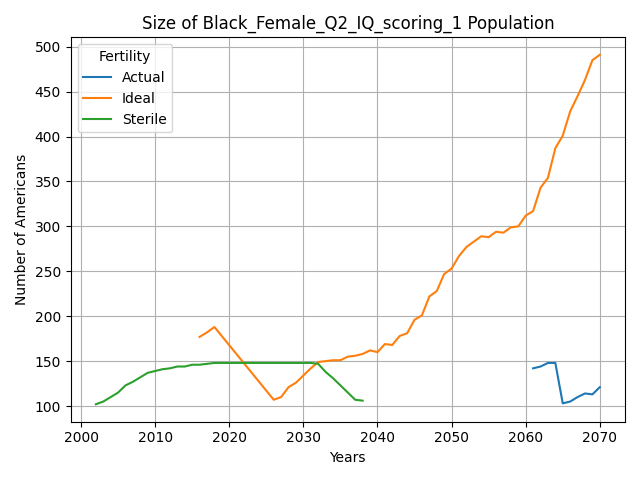 Size of Black_Female_Q2_IQ_scoring_1 Population
Fertility
Actual
Ideal
Sterile
500
450
400
350
300
250
200
150
100
Number of Americans
2000 2010 2020 2030 2040 2050 2060 2070
Years